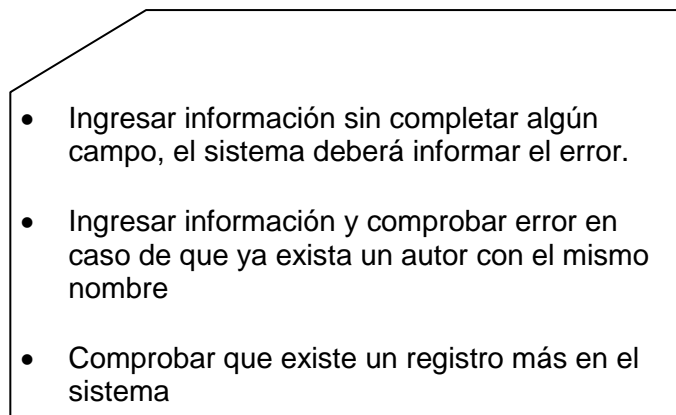 • Ingresar información sin completar algún
campo, el sistema deberá informar el error.
• Ingresar información y comprobar error en
caso de que ya exista un autor con el mismo
nombre
• Comprobar que existe un registro más en el
sistema